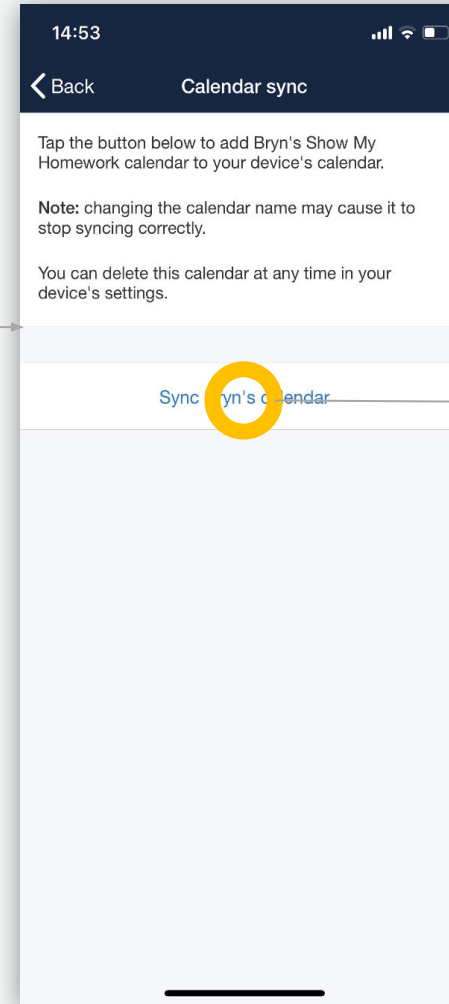 14:53
Back
Calendar sync
Tap the button below to add Bryn's Show My
Homework calendar to your device's calendar.
Note: changing the calendar name may cause it to
stop syncing correctly.
You can delete this calendar at any time in your
device's settings.
Sync Bryn's calendar